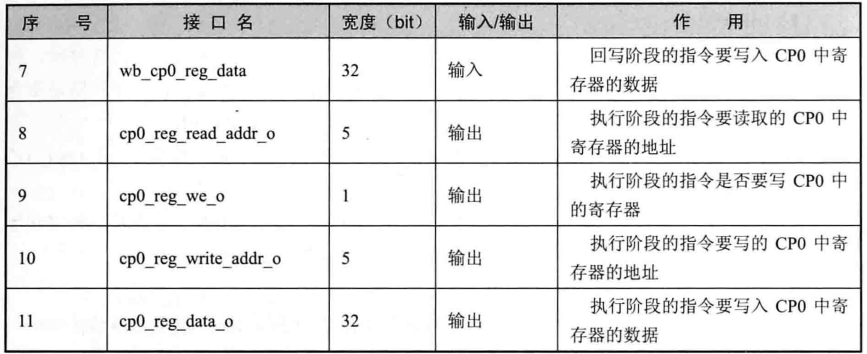 序 号 接 口 名 宽度（bit） 输入/输出 作 用
7 wb_cp0_reg_data 32 输入 回写阶段的指令要写入 CP0 中寄
存器的数据
8 cp0_reg_read_addr_o 5 输出 执行阶段的指令要读取的 CP0 中
寄存器的地址
9 cp0_reg_we_o 1 输出 执行阶段的指令是否要写 CP0 中
的寄存器
10 cp0_reg_write_addr_o 5 输出 执行阶段的指令要写的 CP0 中寄
存器的地址
11 cp0_reg_data_o 32 输出 执行阶段的指令要写入 CP0 中寄
存器的数据